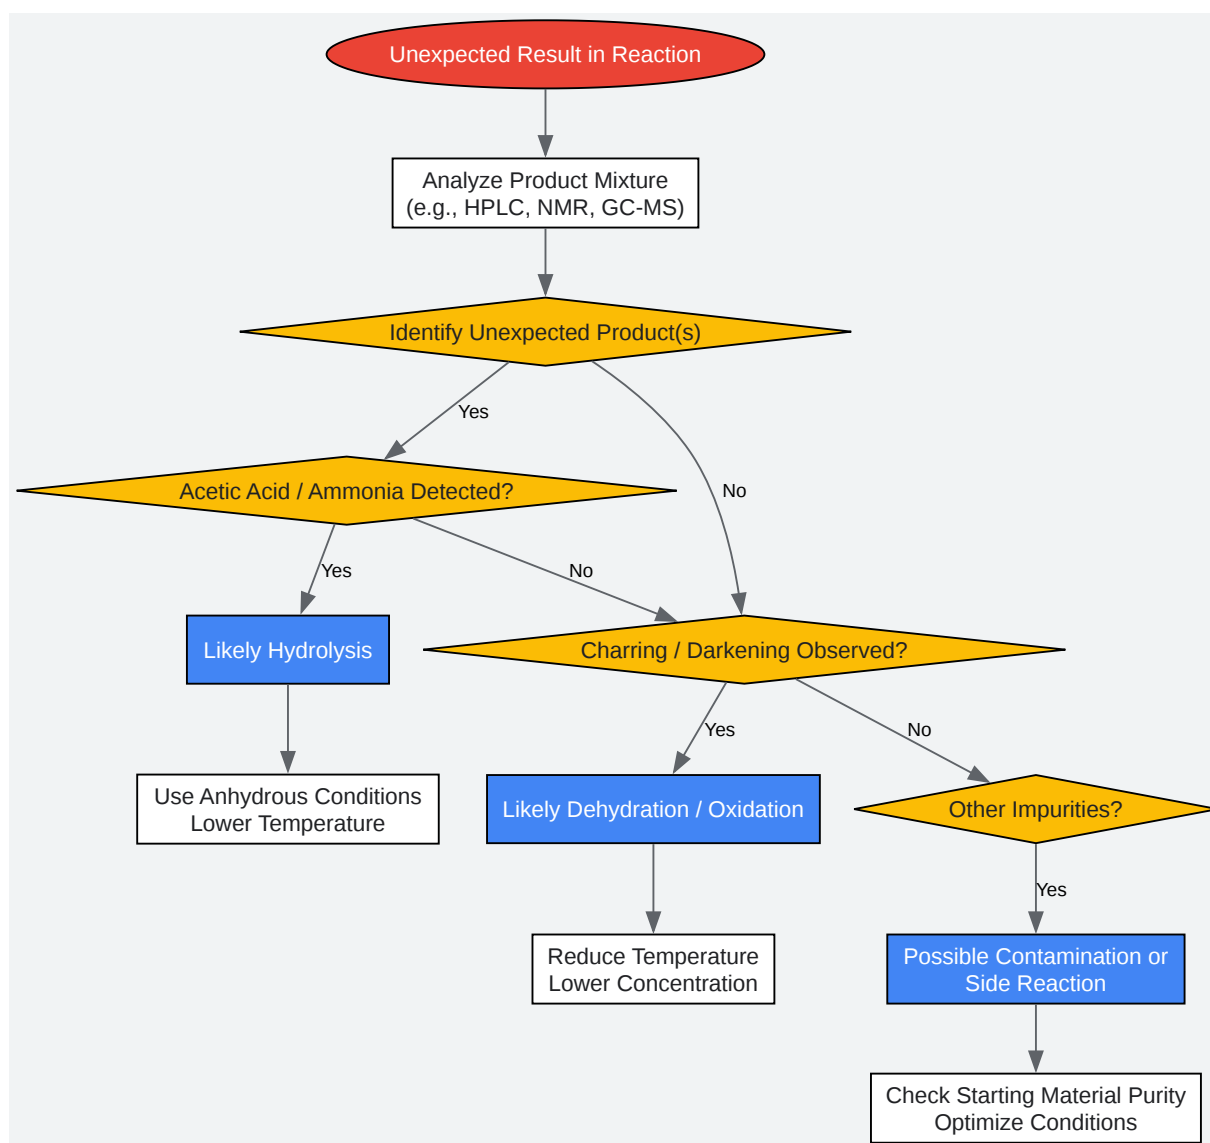 Unexpected Result in Reaction
Analyze Product Mixture
(e.g., HPLC, NMR, GC-MS)
Identify Unexpected Product(s)
Yes
No
Acetic Acid / Ammonia Detected?
Yes
No
Likely Hydrolysis
Charring / Darkening Observed?
Yes
No
Use Anhydrous Conditions
Lower Temperature
Likely Dehydration / Oxidation
Other Impurities?
Yes
Reduce Temperature
Lower Concentration
Possible Contamination or
Side Reaction
Check Starting Material Purity
Optimize Conditions